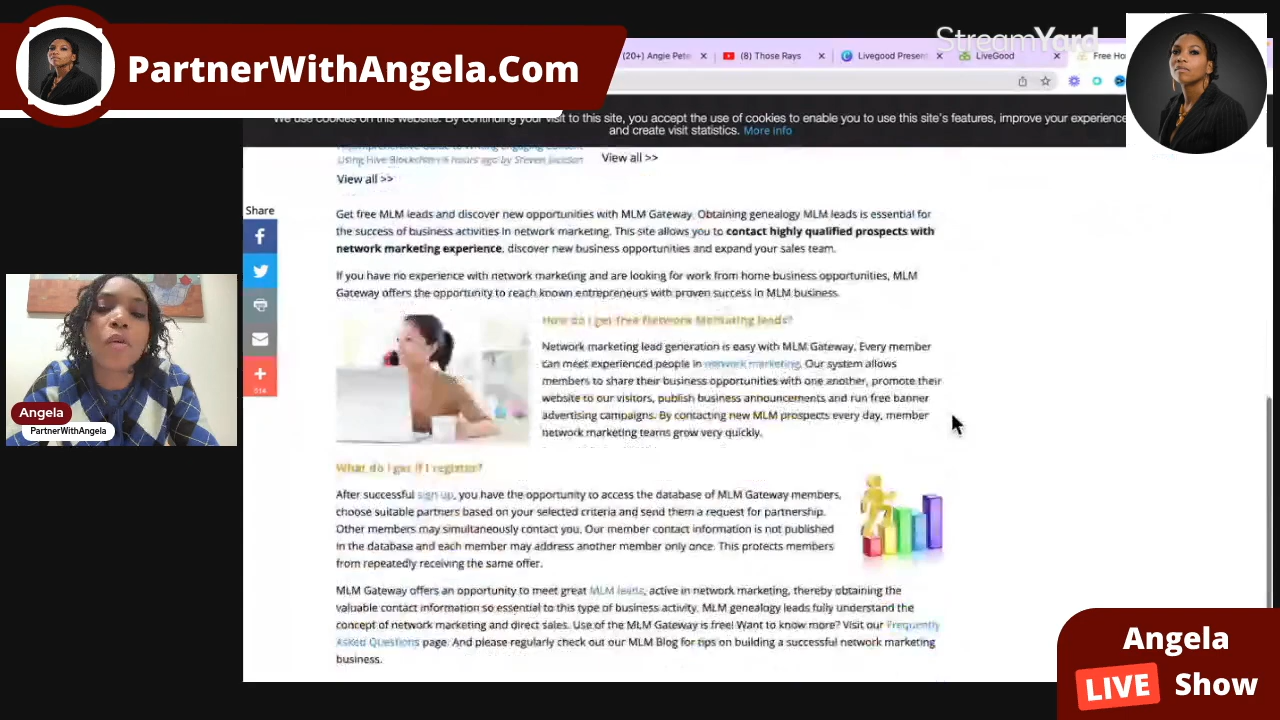 PartnerWithAngela.Com
StreamYard
(20+) Angie Pete
(8) Those Rays
Livegood Present
LiveGood
Free Ho
We use cookies on this website. By continuing your visit to this site, you accept the use of cookies to enable you to use this site's features, improve your experience
and create visit statistics. More info
Using Hive Blockchain 6 hours ago by Steven
View all >>
View all >>
Share
514
Get free MLM leads and discover new opportunities with MLM Gateway. Obtaining genealogy MLM leads is essential for
the success of business activities in network marketing. This site allows you to contact highly qualified prospects with
network marketing experience, discover new business opportunities and expand your sales team.
If you have no experience with network marketing and are looking for work from home business opportunities, MLM
Gateway offers the opportunity to reach known entrepreneurs with proven success in MLM business.
How do I get free Network Marketing leads?
Network marketing lead generation is easy with MLM Gateway. Every member
can meet experienced people in network marketing. Our system allows
members to share their business opportunities with one another, promote their
website to our visitors, publish business announcements and run free banner
advertising campaigns. By contacting new MLM prospects every day, member
network marketing teams grow very quickly.
What do I get if I register?
After successful sign up, you have the opportunity to access the database of MLM Gateway members,
choose suitable partners based on your selected criteria and send them a request for partnership.
Other members may simultaneously contact you. Our member contact information is not published
in the database and each member may address another member only once. This protects members
from repeatedly receiving the same offer.
MLM Gateway offers an opportunity to meet great MLM leads, active in network marketing, thereby obtaining the
valuable contact information so essential to this type of business activity. MLM genealogy leads fully understand the
concept of network marketing and direct sales. Use of the MLM Gateway is free! Want to know more? Visit our Frequently
Asked Questions page. And please regularly check out our MLM Blog for tips on building a successful network marketing
business.
Angela
PartnerWithAngela
Angela
LIVE Show